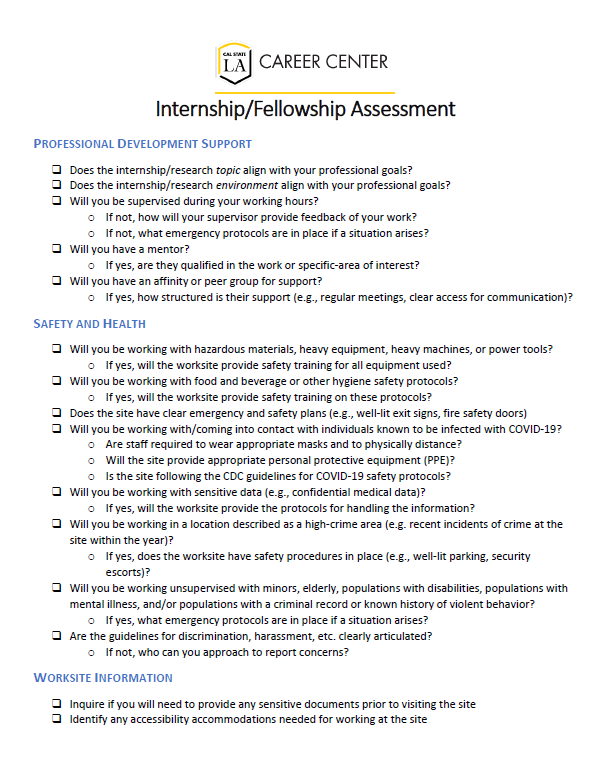 CAL STATE
LA
CAREER CENTER
Internship/Fellowship Assessment
PROFESSIONAL DEVELOPMENT SUPPORT
❑ Does the internship/research topic align with your professional goals?
❑ Does the internship/research environment align with your professional goals?
❑ Will you be supervised during your working hours?
o If not, how will your supervisor provide feedback of your work?
o If not, what emergency protocols are in place if a situation arises?
❑ Will you have a mentor?
o If yes, are they qualified in the work or specific-area of interest?
❑ Will you have an affinity or peer group for support?
o If yes, how structured is their support (e.g., regular meetings, clear access for communication)?
SAFETY AND HEALTH
❑ Will you be working with hazardous materials, heavy equipment, heavy machines, or power tools?
o If yes, will the worksite provide safety training for all equipment used?
❑ Will you be working with food and beverage or other hygiene safety protocols?
o If yes, will the worksite provide safety training on these protocols?
❑ Does the site have clear emergency and safety plans (e.g., well-lit exit signs, fire safety doors)
❑ Will you be working with/coming into contact with individuals known to be infected with COVID-19?
o Are staff required to wear appropriate masks and to physically distance?
o Will the site provide appropriate personal protective equipment (PPE)?
o Is the site following the CDC guidelines for COVID-19 safety protocols?
❑ Will you be working with sensitive data (e.g., confidential medical data)?
o If yes, will the worksite provide the protocols for handling the information?
❑ Will you be working in a location described as a high-crime area (e.g. recent incidents of crime at the
site within the year)?
o If yes, does the worksite have safety procedures in place (e.g., well-lit parking, security
escorts)?
❑ Will you be working unsupervised with minors, elderly, populations with disabilities, populations with
mental illness, and/or populations with a criminal record or known history of violent behavior?
o If yes, what emergency protocols are in place if a situation arises?
❑ Are the guidelines for discrimination, harassment, etc. clearly articulated?
o If not, who can you approach to report concerns?
WORKSITE INFORMATION
❑ Inquire if you will need to provide any sensitive documents prior to visiting the site
❑ Identify any accessibility accommodations needed for working at the site